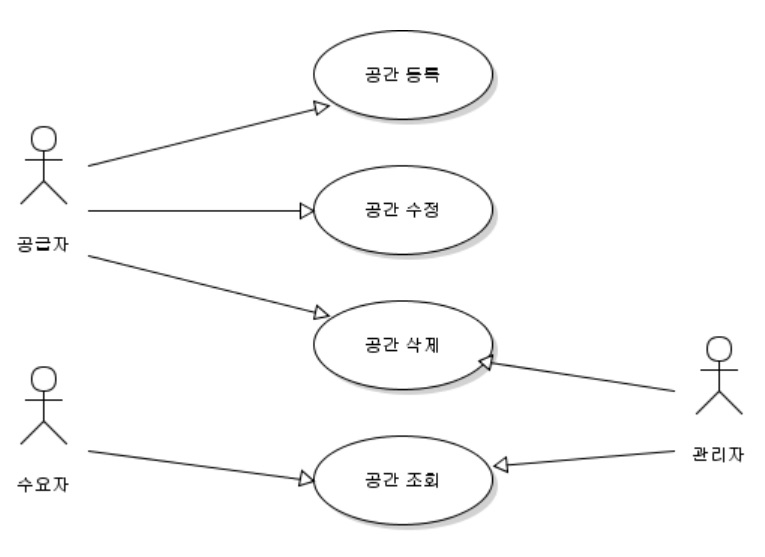 공간 등록
공급자
공간 수정
공간 삭제
수요자
공간 조회
관리자